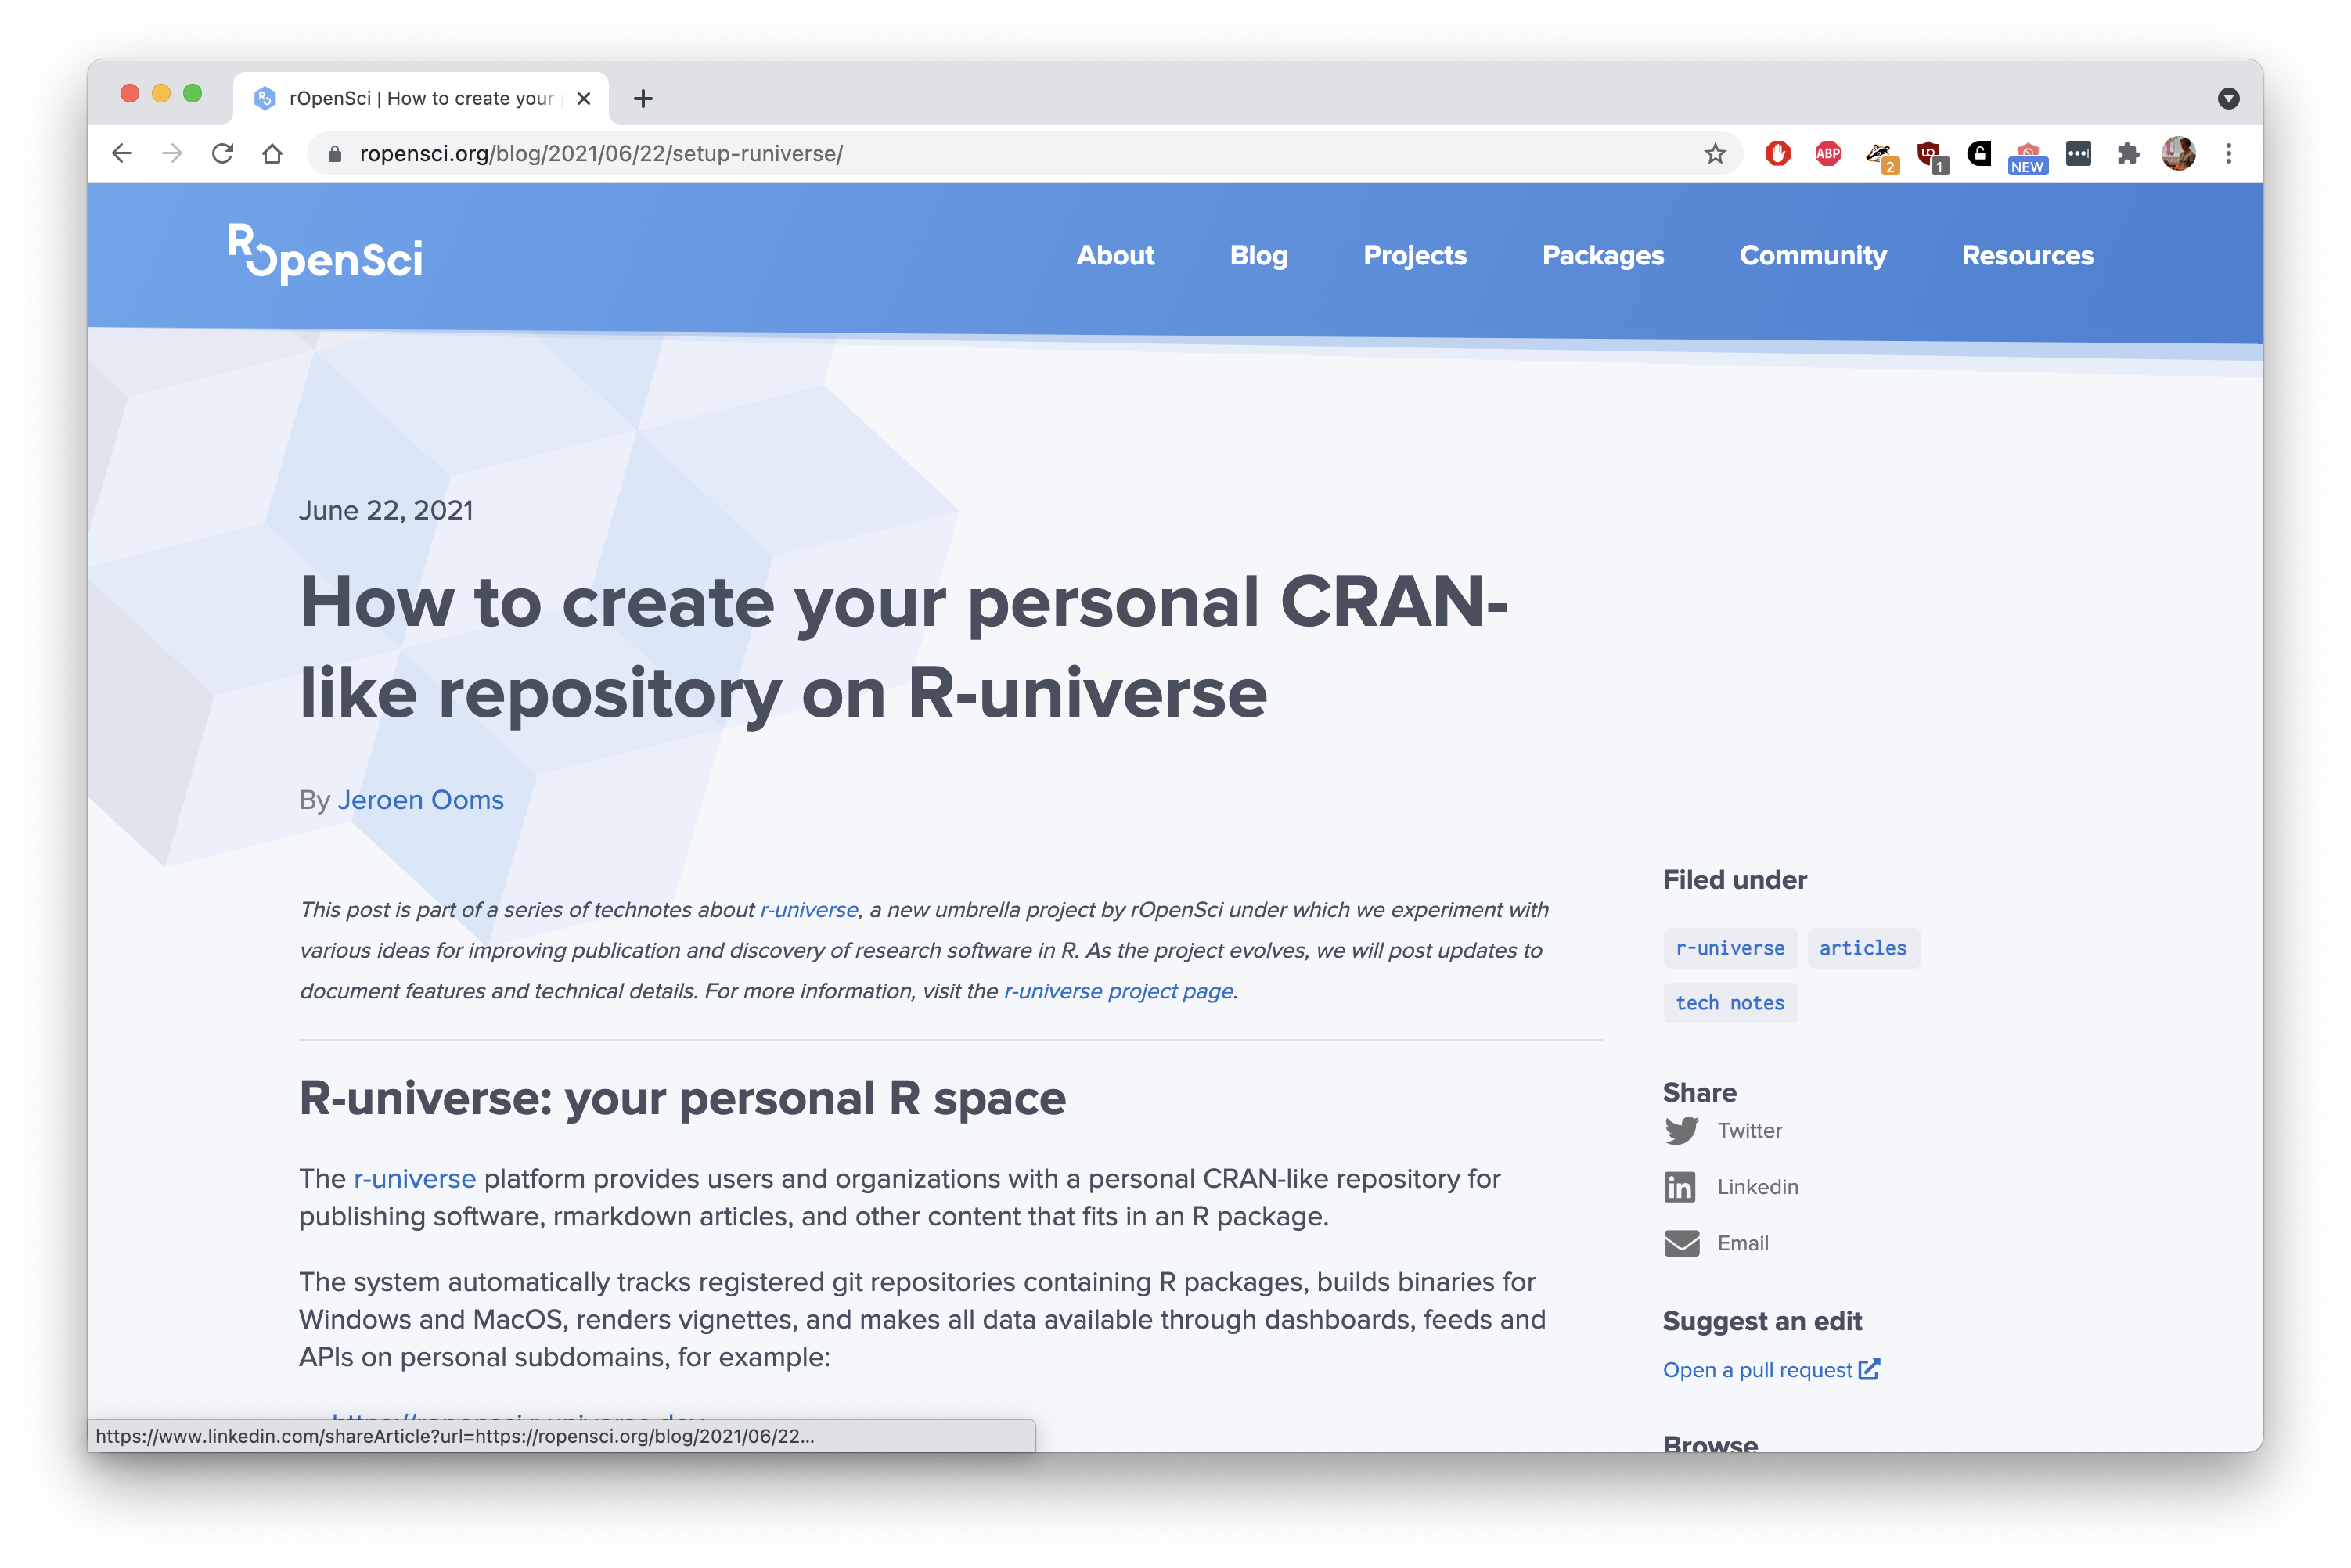 rOpenSci | How to create your
ropensci.org/blog/2021/06/22/setup-runiverse/
ABP
2
1
NEW
ROpenSci
About Blog Projects Packages Community Resources
June 22, 2021
How to create your personal CRAN-
like repository on R-universe
By Jeroen Ooms
This post is part of a series of technotes about r-universe, a new umbrella project by rOpenSci under which we experiment with
various ideas for improving publication and discovery of research software in R. As the project evolves, we will post updates to
document features and technical details. For more information, visit the r-universe project page.
R-universe: your personal R space
The r-universe platform provides users and organizations with a personal CRAN-like repository for
publishing software, rmarkdown articles, and other content that fits in an R package.
The system automatically tracks registered git repositories containing R packages, builds binaries for
Windows and MacOS, renders vignettes, and makes all data available through dashboards, feeds and
APIs on personal subdomains, for example:
https://ropensci.r-universe.dev
Filed under
r-universe articles
tech notes
Share
Twitter
Linkedin
Email
Suggest an edit
Open a pull request
Browse
https://www.linkedin.com/shareArticle?url=https://ropensci.org/blog/2021/06/22...